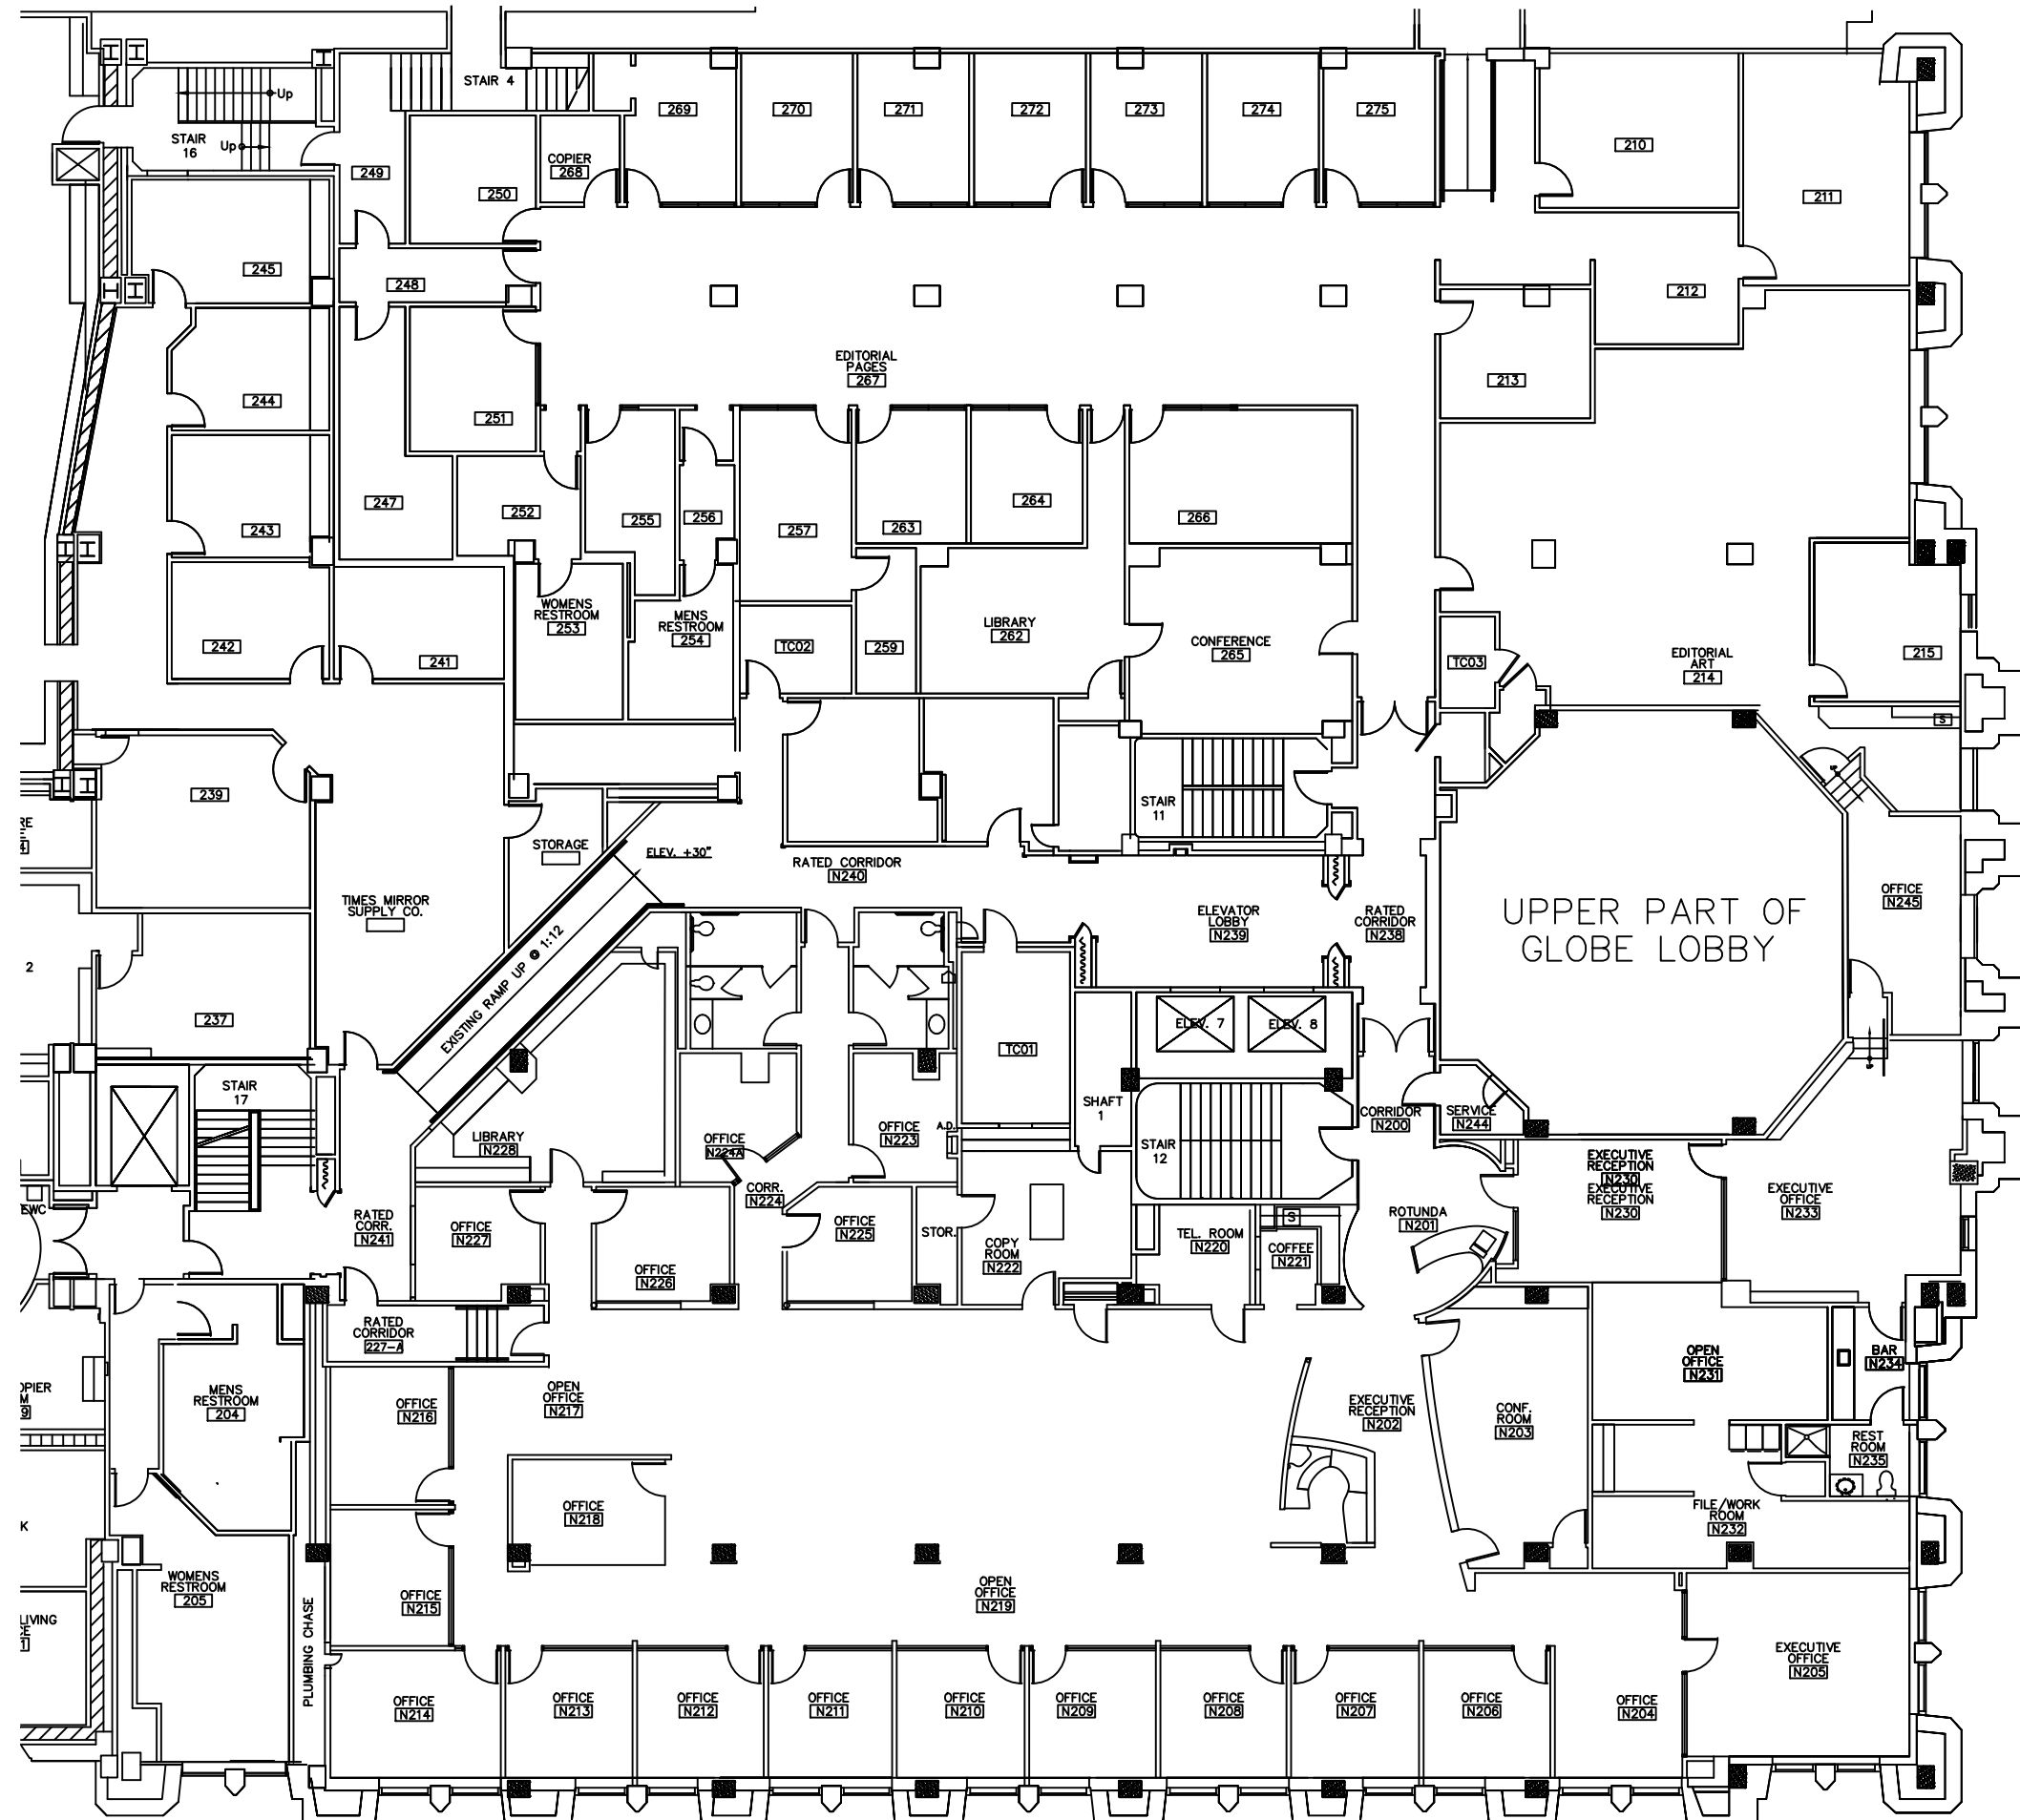 STAIR 4
Up
STAIR
16
Up
269
270
271
272
273
274
275
210
211
249
250
COPIER
268
245
248
212
EDITORIAL
PAGES
267
213
244
251
243
247
252
255
256
257
263
264
266
242
241
WOMENS
RESTROOM
253
MENS
RESTROOM
254
TC02
259
LIBRARY
262
CONFERENCE
265
TC03
EDITORIAL
ART
214
215
S
239
STORAGE
ELEV. +30"
RATED CORRIDOR
N240
STAIR
11
UP
TIMES MIRROR
SUPPLY CO.
ELEVATOR
LOBBY
N239
RATED
CORRIDOR
N238
UPPER PART OF
GLOBE LOBBY
OFFICE
N245
2
EXISTING RAMP UP @ 1:12
237
ELEV. 7
ELEV. 8
TC01
STAIR
17
SHAFT
1
LIBRARY
N228
OFFICE
N224A
OFFICE
N223
A.D.
STAIR
12
CORRIDOR
N200
SERVICE
N244
UP
EXECUTIVE
RECEPTION
N230
EXECUTIVE
RECEPTION
N230
EXECUTIVE
OFFICE
N233
EWC
RATED
CORR.
N241
OFFICE
N227
CORR.
N224
OFFICE
N226
OFFICE
N225
STOR.
COPY
ROOM
N222
TEL. ROOM
N220
S
COFFEE
N221
ROTUNDA
N201
RATED
CORRIDOR
227-A
OPEN
OFFICE
N231
BAR
N234
OPIER
M
9
MENS
RESTROOM
204
OFFICE
N216
OPEN
OFFICE
N217
EXECUTIVE
RECEPTION
N202
CONF.
ROOM
N203
REST
ROOM
N235
OFFICE
N218
FILE/WORK
ROOM
N232
K
WOMENS
RESTROOM
205
PLUMBING CHASE
OFFICE
N215
OPEN
OFFICE
N219
LIVING
EXECUTIVE
OFFICE
N205
OFFICE
N214
OFFICE
N213
OFFICE
N212
OFFICE
N211
OFFICE
N210
OFFICE
N209
OFFICE
N208
OFFICE
N207
OFFICE
N206
OFFICE
N204